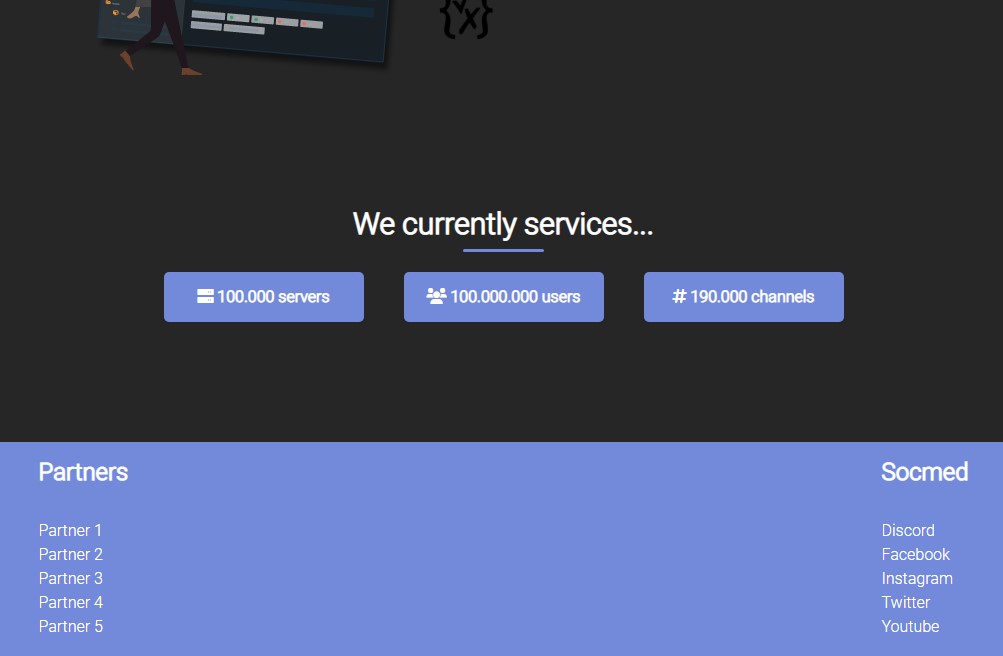 We currently services...
100.000 servers
100.000.000 users
# 190.000 channels
Partners
Partner 1
Partner 2
Partner 3
Partner 4
Partner 5
Socmed
Discord
Facebook
Instagram
Twitter
Youtube